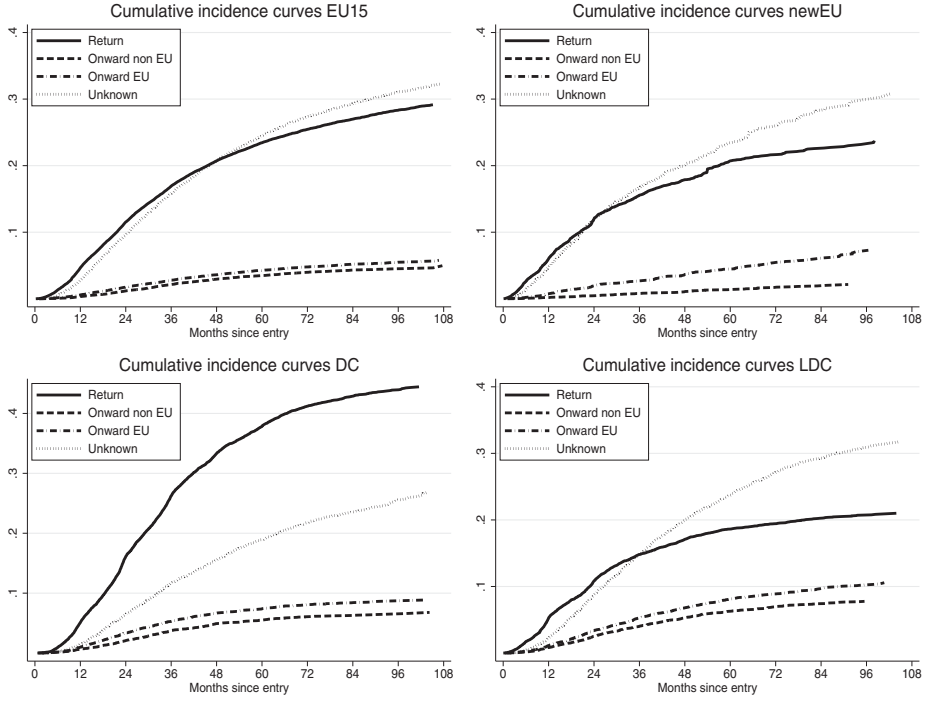 Cumulative incidence curves EU15
.4
.3
.2
.1
Return
Onward non EU
Onward EU
Unknown
0 12 24 36 48 60 72 84 96 108
Months since entry
Cumulative incidence curves newEU
.4
.3
.2
.1
Return
Onward non EU
Onward EU
Unknown
0 12 24 36 48 60 72 84 96 108
Months since entry
Cumulative incidence curves DC
.4
.3
.2
.1
Return
Onward non EU
Onward EU
Unknown
0 12 24 36 48 60 72 84 96 108
Months since entry
Cumulative incidence curves LDC
.4
.3
.2
.1
Return
Onward non EU
Onward EU
Unknown
0 12 24 36 48 60 72 84 96 108
Months since entry